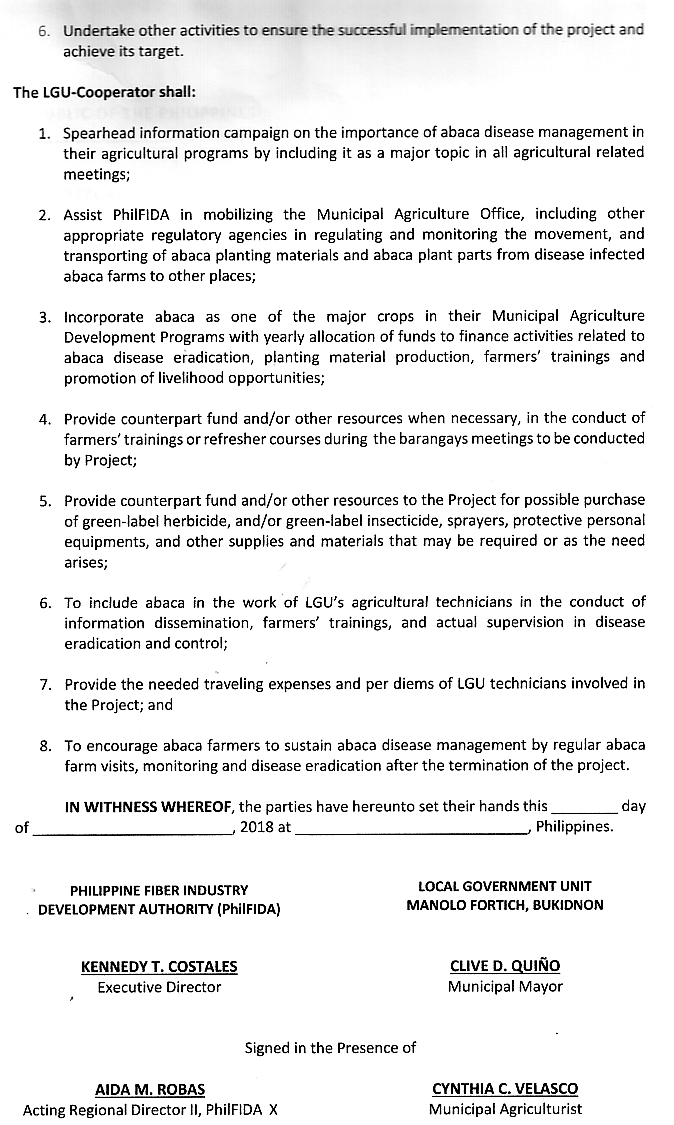 6. Undertake other activities to ensure the successful implementation of the project and
achieve its target.
The LGU-Cooperator shall:
1. Spearhead information campaign on the importance of abaca disease management in
their agricultural programs by including it as a major topic in all agricultural related
meetings;
2. Assist PhilFIDA in mobilizing the Municipal Agriculture Office, including other
appropriate regulatory agencies in regulating and monitoring the movement, and
transporting of abaca planting materials and abaca plant parts from disease infected
abaca farms to other places;
3. Incorporate abaca as one of the major crops in their Municipal Agriculture
Development Programs with yearly allocation of funds to finance activities related to
abaca disease eradication, planting material production, farmers' trainings and
promotion of livelihood opportunities;
4. Provide counterpart fund and/or other resources when necessary, in the conduct of
farmers' trainings or refresher courses during the barangays meetings to be conducted
by Project;
5. Provide counterpart fund and/or other resources to the Project for possible purchase
of green-label herbicide, and/or green-label insecticide, sprayers, protective personal
equipments, and other supplies and materials that may be required or as the need
arises;
6. To include abaca in the work of LGU's agricultural technicians in the conduct of
information dissemination, farmers' trainings, and actual supervision in disease
eradication and control;
7. Provide the needed traveling expenses and per diems of LGU technicians involved in
the Project; and
8. To encourage abaca farmers to sustain abaca disease management by regular abaca
farm visits, monitoring and disease eradication after the termination of the project.
IN WITNESS WHEREOF, the parties have hereunto set their hands this ________ day
of ________________________, 2018 at ____________________________, Philippines.
PHILIPPINE FIBER INDUSTRY
DEVELOPMENT AUTHORITY (PhilFIDA)
LOCAL GOVERNMENT UNIT
MANOLO FORTICH, BUKIDNON
KENNEDY T. COSTALES
Executive Director
CLIVE D. QUIÑO
Municipal Mayor
Signed in the Presence of
AIDA M. ROBAS
Acting Regional Director II, PhilFIDA X
CYNTHIA C. VELASCO
Municipal Agriculturist